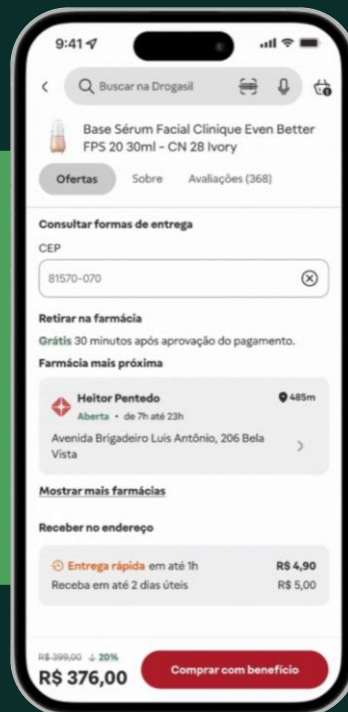 9:41
Buscar na Drogasil
Base Sérum Facial Clinique Even Better
FPS 20 30ml - CN 28 Ivory
Ofertas Sobre Avaliações (368)
Consultar formas de entrega
CEP
81570-070
Retirar na farmácia
Grátis 30 minutos após aprovação do pagamento.
Farmácia mais próxima
Heitor Pentedo 485m
Aberta • de 7h até 23h
Avenida Brigadeiro Luis Antônio, 206 Bela
Vista
Mostrar mais farmácias
Receber no endereço
Entrega rápida em até 1h R$ 4,90
Receba em até 2 dias úteis R$ 5,00
R$ 399,00 ↓ 20%
R$ 376,00
Comprar com benefício